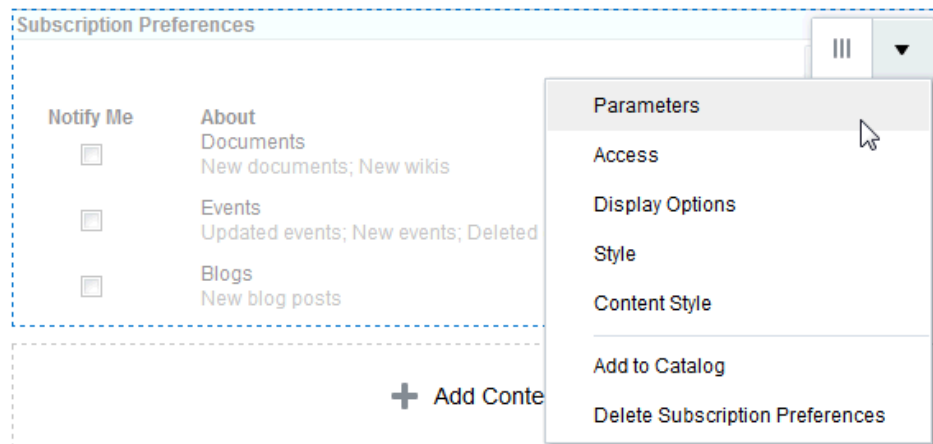 Subscription Preferences
Notify Me About
Documents
New documents; New wikis
Events
Updated events; New events; Deleted
Blogs
New blog posts
Parameters
Access
Display Options
Style
Content Style
Add to Catalog
Delete Subscription Preferences
Add Conte